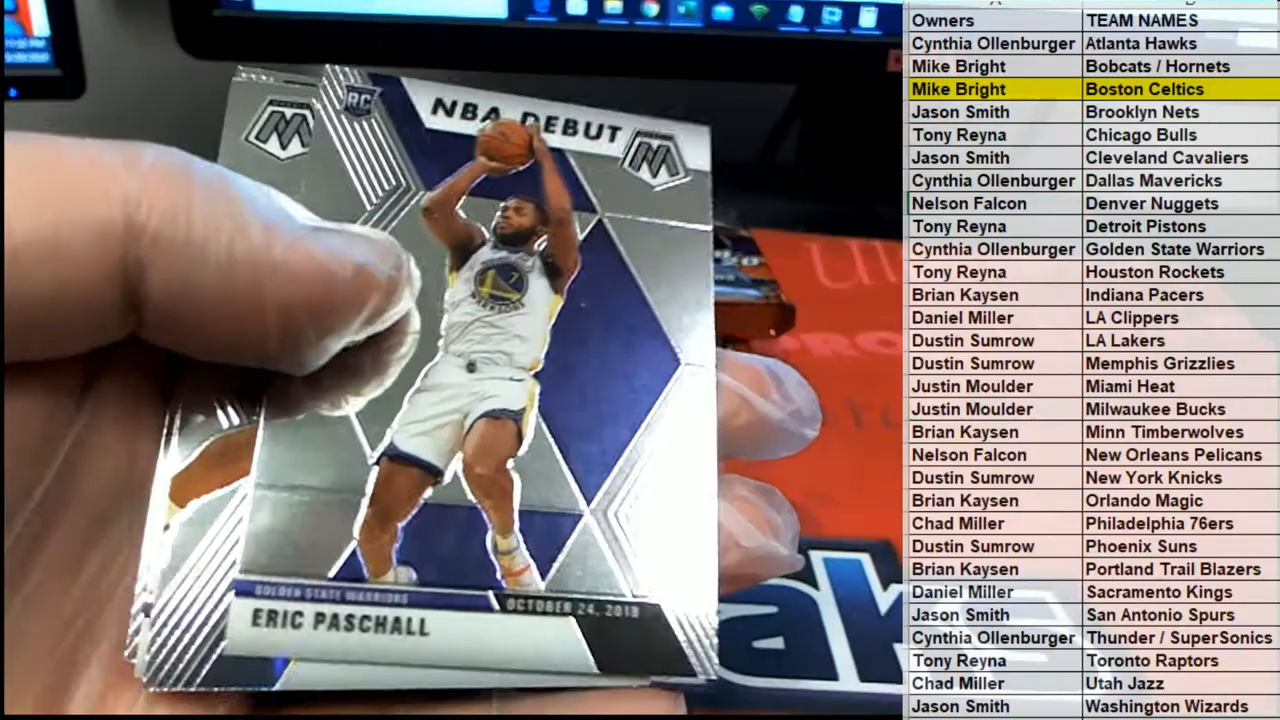 RC
NBA DEBUT
GOLDEN STATE WARRIORS
OCTOBER 24, 2019
ERIC PASCHALL
Owners TEAM NAMES
Cynthia Ollenburger Atlanta Hawks
Mike Bright Bobcats / Hornets
Mike Bright Boston Celtics
Jason Smith Brooklyn Nets
Tony Reyna Chicago Bulls
Jason Smith Cleveland Cavaliers
Cynthia Ollenburger Dallas Mavericks
Nelson Falcon Denver Nuggets
Tony Reyna Detroit Pistons
Cynthia Ollenburger Golden State Warriors
Tony Reyna Houston Rockets
Brian Kaysen Indiana Pacers
Daniel Miller LA Clippers
Dustin Sumrow LA Lakers
Dustin Sumrow Memphis Grizzlies
Justin Moulder Miami Heat
Justin Moulder Milwaukee Bucks
Brian Kaysen Minn Timberwolves
Nelson Falcon New Orleans Pelicans
Dustin Sumrow New York Knicks
Brian Kaysen Orlando Magic
Chad Miller Philadelphia 76ers
Dustin Sumrow Phoenix Suns
Brian Kaysen Portland Trail Blazers
Daniel Miller Sacramento Kings
Jason Smith San Antonio Spurs
Cynthia Ollenburger Thunder / SuperSonics
Tony Reyna Toronto Raptors
Chad Miller Utah Jazz
Jason Smith Washington Wizards